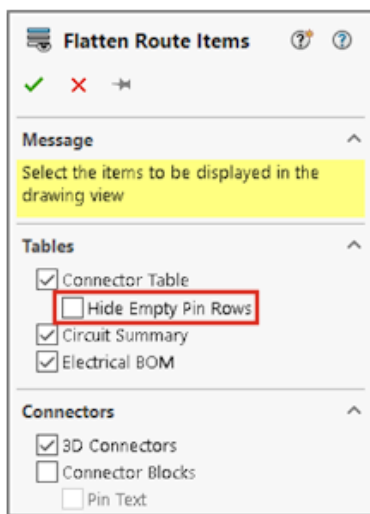 Flatten Route Items
Message
Select the items to be displayed in the
drawing view
Tables
Connector Table
Hide Empty Pin Rows
Circuit Summary
Electrical BOM
Connectors
3D Connectors
Connector Blocks
Pin Text